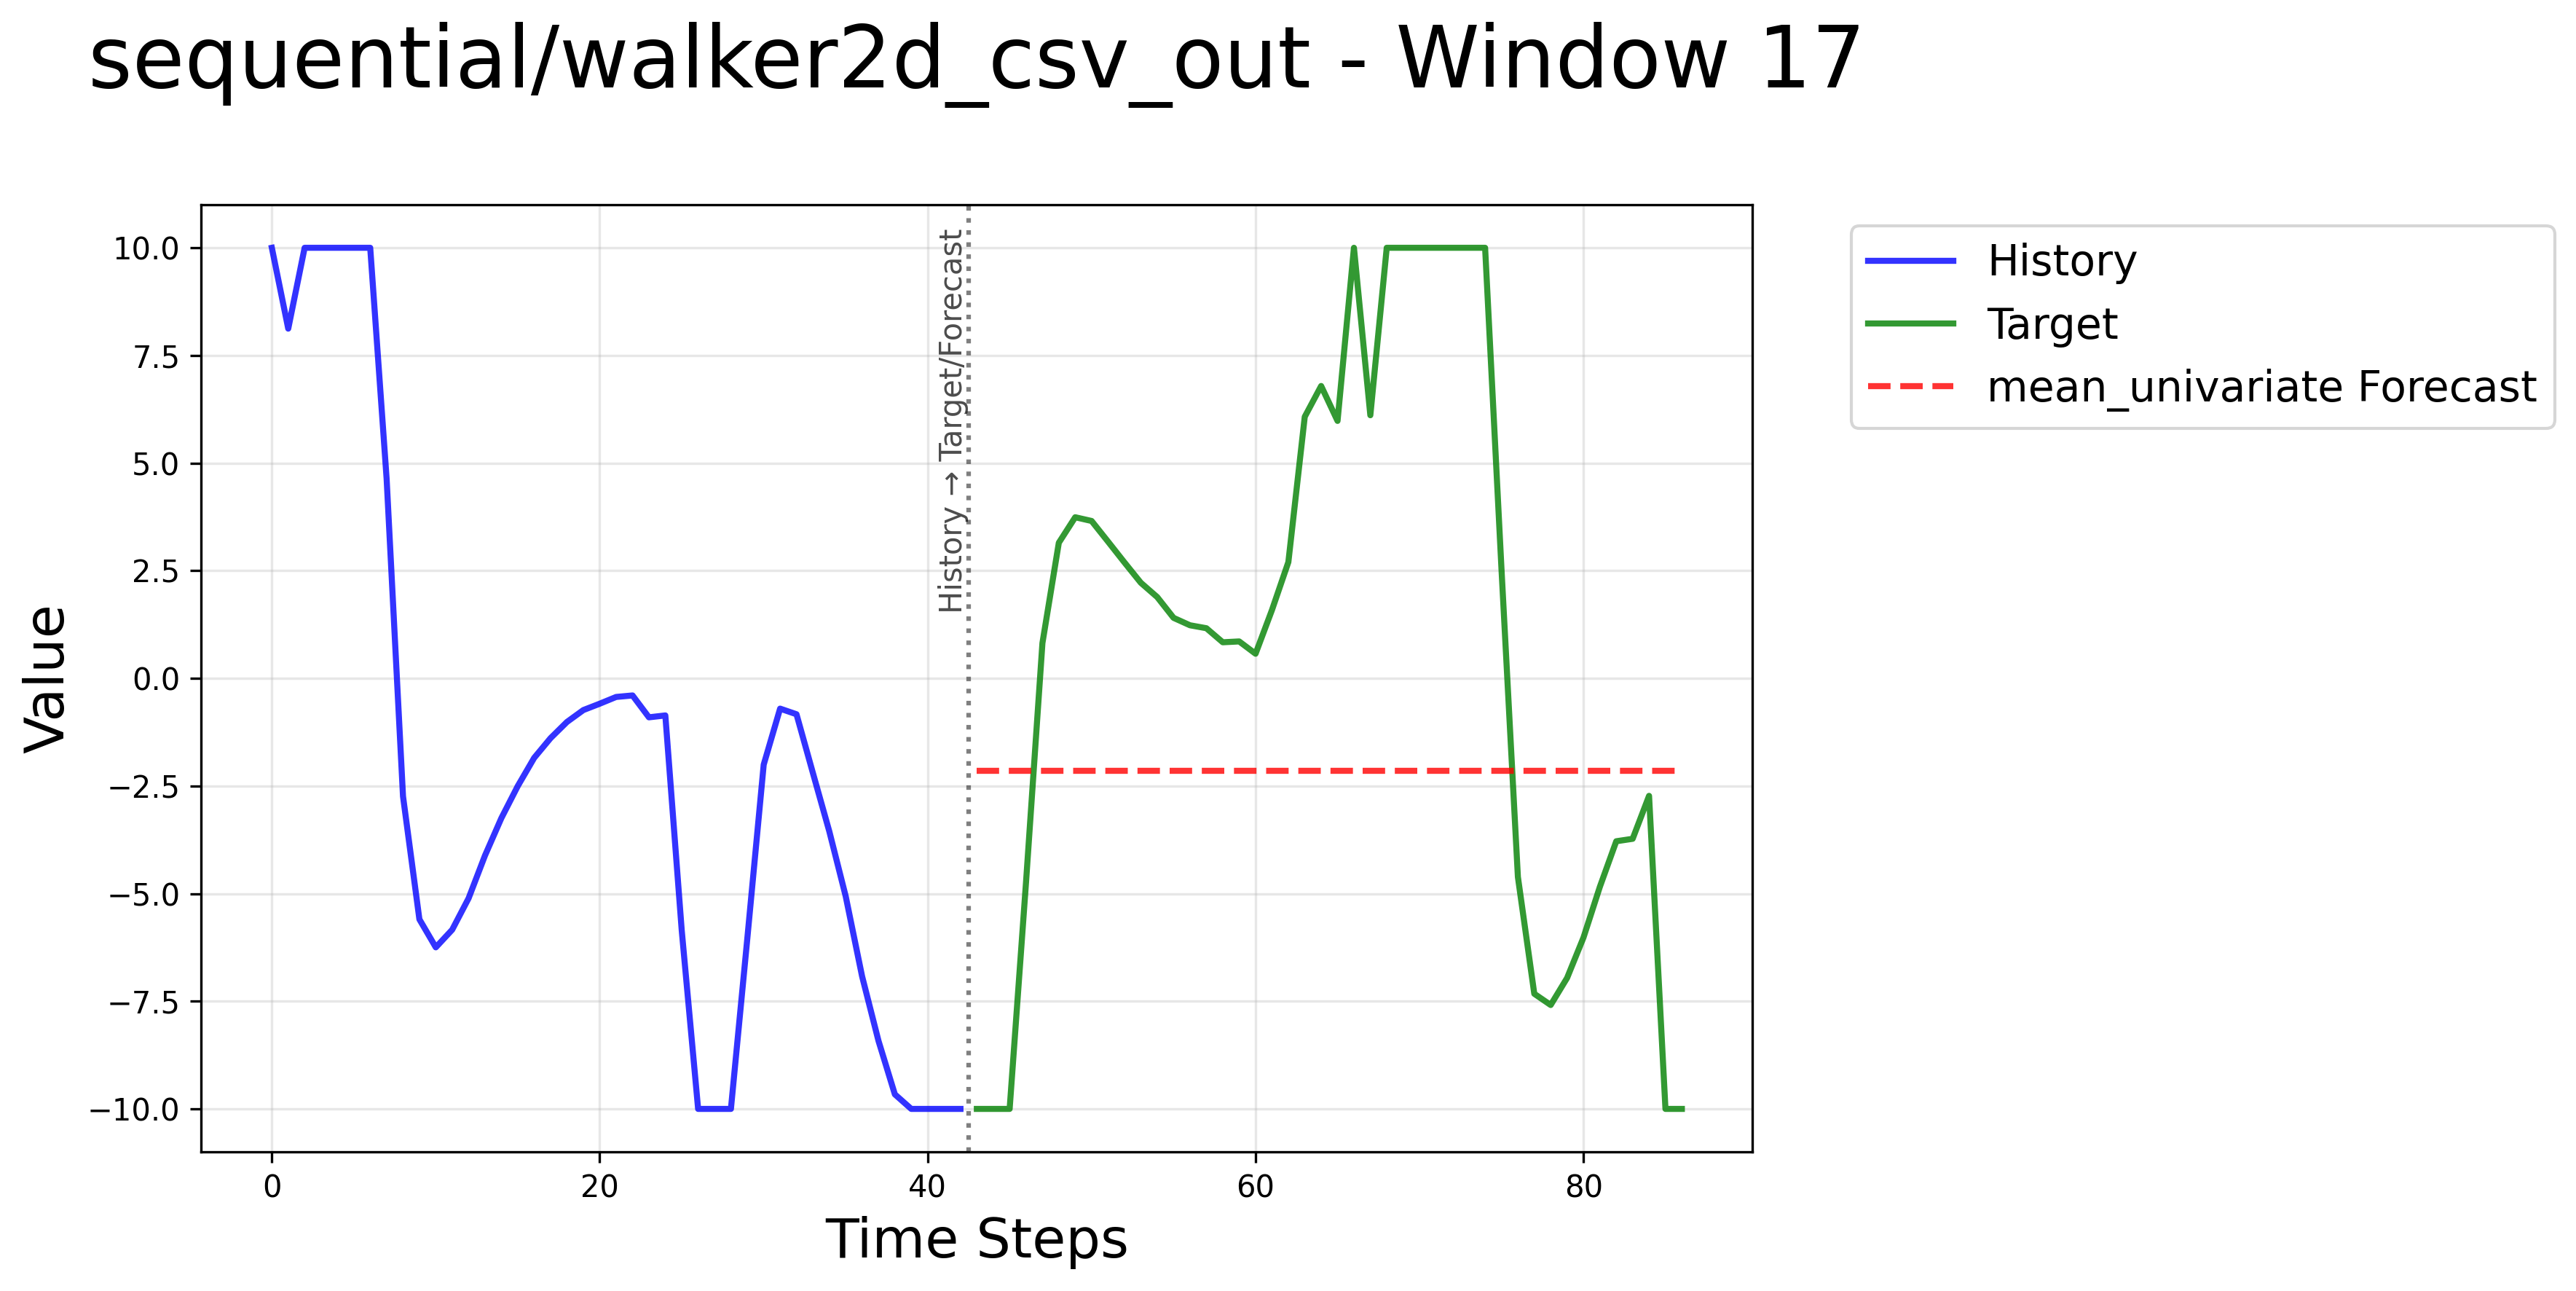 sequential/walker2d_csv_out - Window 17
History
Target
mean_univariate Forecast
History → Target/Forecast
Value
10.0
7.5
5.0
2.5
0.0
−2.5
−5.0
−7.5
−10.0
0
20
40
60
80
Time Steps